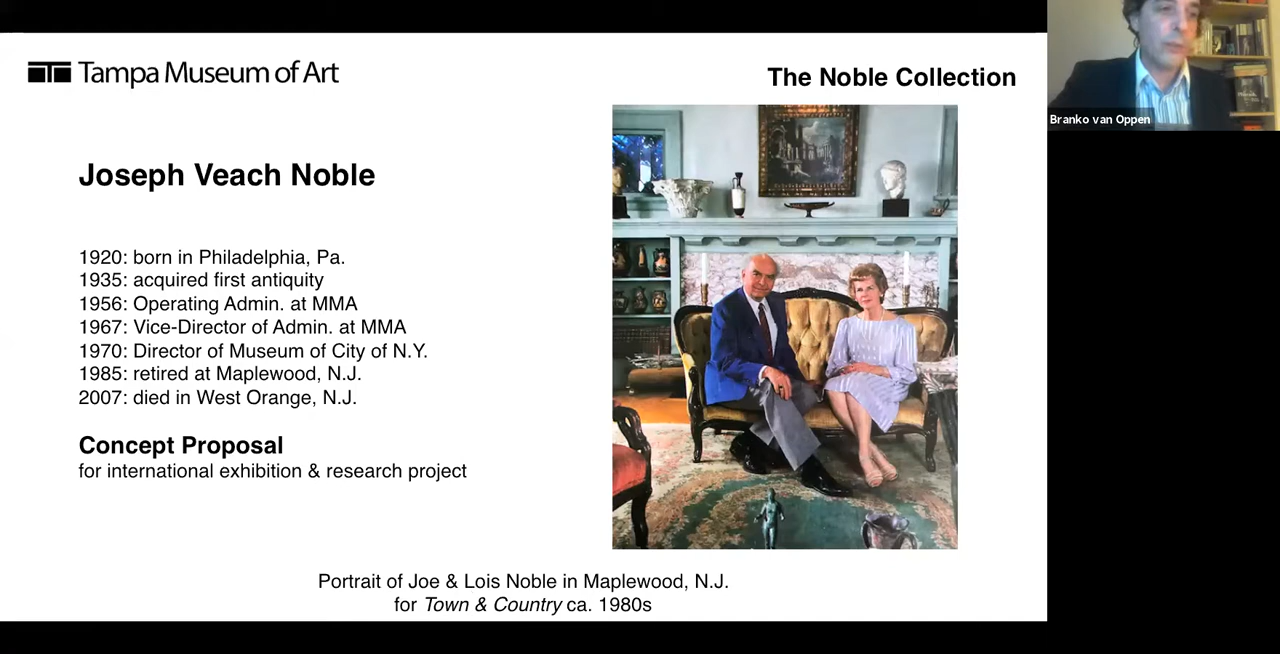 Tampa Museum of Art
The Noble Collection
Branko van Oppen
Joseph Veach Noble
1920: born in Philadelphia, Pa.
1935: acquired first antiquity
1956: Operating Admin. at MMA
1967: Vice-Director of Admin. at MMA
1970: Director of Museum of City of N.Y.
1985: retired at Maplewood, N.J.
2007: died in West Orange, N.J.
Concept Proposal
for international exhibition & research project
Portrait of Joe & Lois Noble in Maplewood, N.J.
for Town & Country ca. 1980s